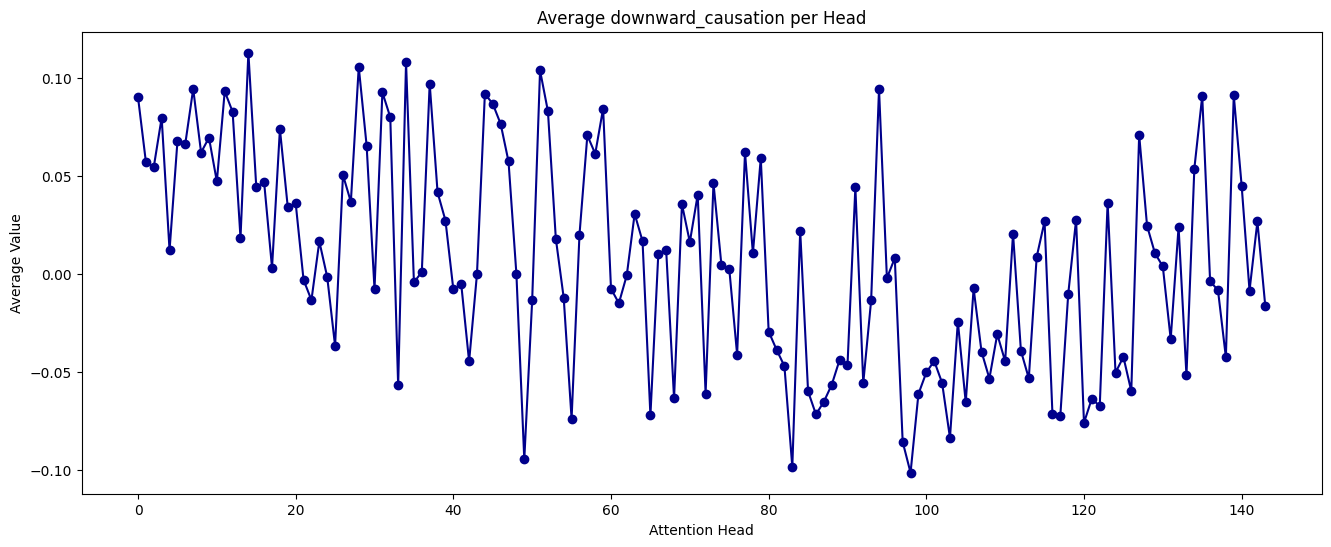 Average downward_causation per Head
Average Value
0.10
0.05
0.00
−0.05
−0.10
0 20 40 60 80 100 120 140
Attention Head